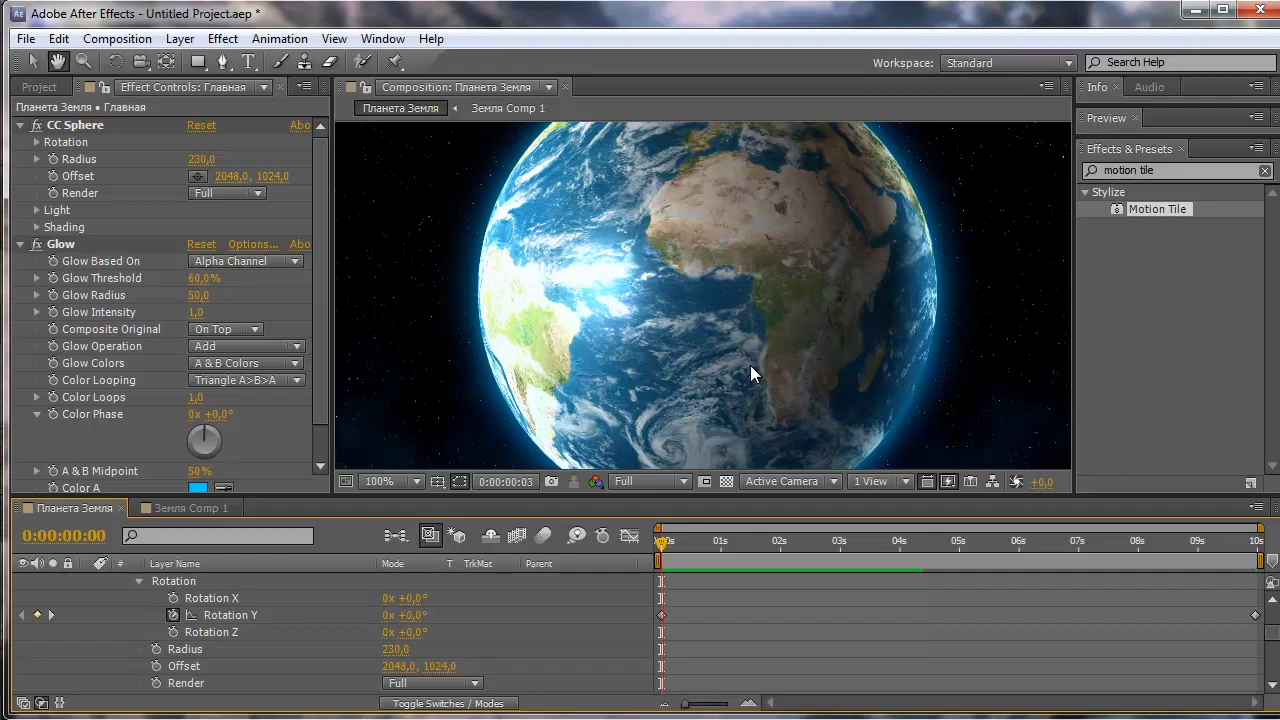 Adobe After Effects - Untitled Project.aep *
File Edit Composition Layer Effect Animation View Window Help
Workspace: Standard Search Help
Project Effect Controls: Главная Composition: Планета Земля Info Audio
Планета Земля • Главная Планета Земля Земля Comp 1
CC Sphere Reset Abo
Rotation
Radius 230,0
Offset 2048,0, 1024,0
Render Full
Light
Shading
Glow Reset Options... Abo
Glow Based On Alpha Channel
Glow Threshold 60,0%
Glow Radius 50,0
Glow Intensity 1,0
Composite Original On Top
Glow Operation Add
Glow Colors A & B Colors
Color Looping Triangle A>B>A
Color Loops 1,0
Color Phase 0x +0,0°
A & B Midpoint 50%
Color A
Preview
Effects & Presets
motion tile
Stylize
Motion Tile
100% 0:00:00:03 Full Active Camera 1 View +0,0
Планета Земля Земля Comp 1
0:00:00:00
01s 02s 03s 04s 05s 06s 07s 08s 09s 10s
# Layer Name Mode T TrkMat Parent
Rotation
Rotation X 0x +0,0°
Rotation Y 0x +0,0°
Rotation Z 0x +0,0°
Radius 230,0
Offset 2048,0, 1024,0
Render Full
Toggle Switches / Modes